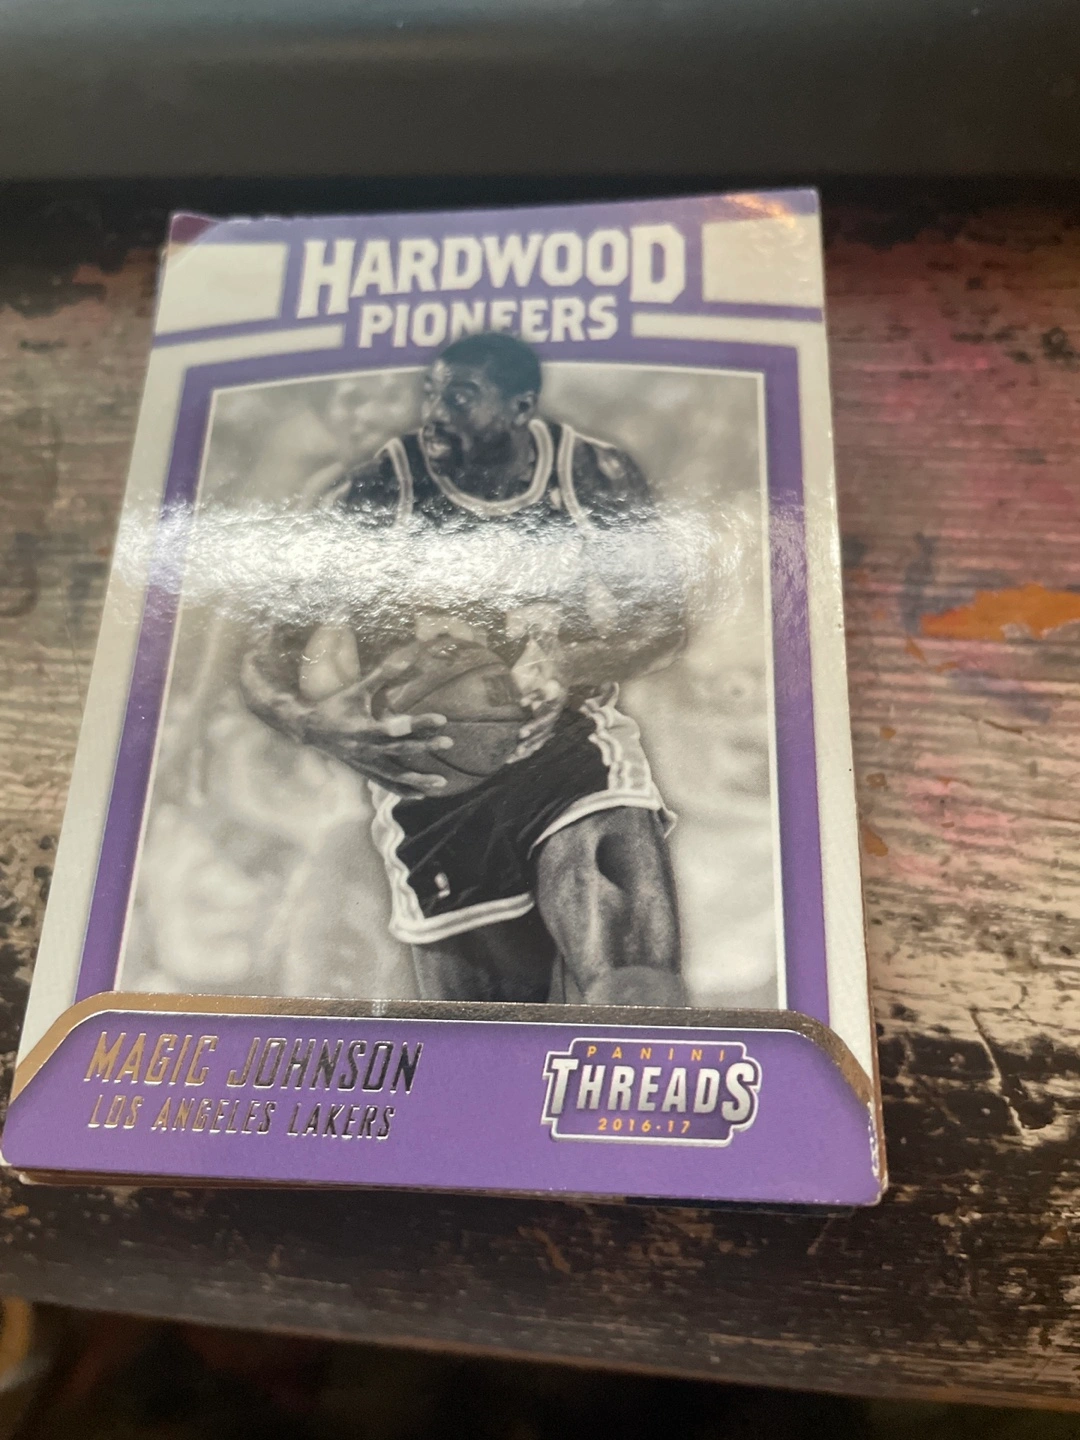 HARDWOOD
PIONEERS
MAGIC JOHNSON
LOS ANGELES LAKERS
PANINI
THREADS
2016-17